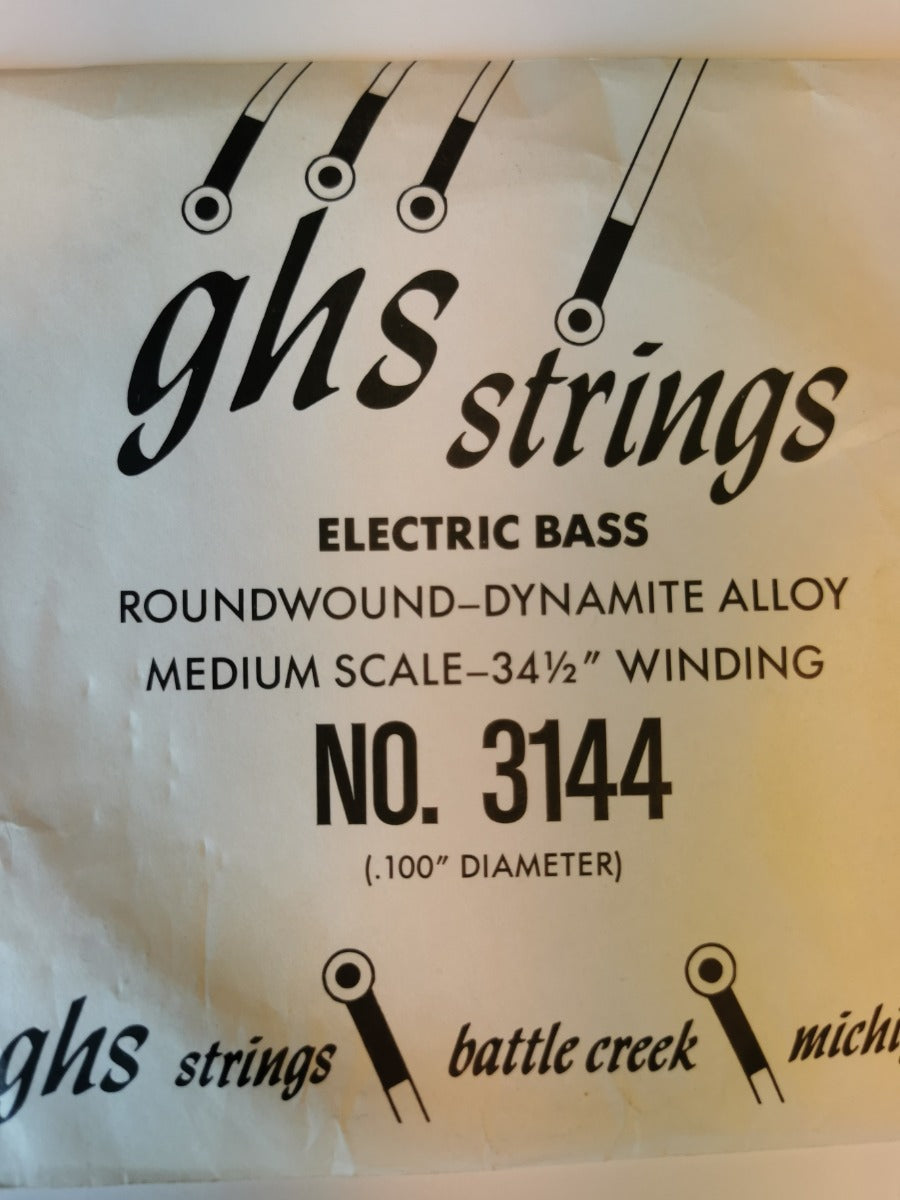 ghs
strings
ELECTRIC BASS
ROUNDWOUND–DYNAMITE ALLOY
MEDIUM SCALE–34½″ WINDING
NO. 3144
(.100″ DIAMETER)
ghs strings battle creek michi